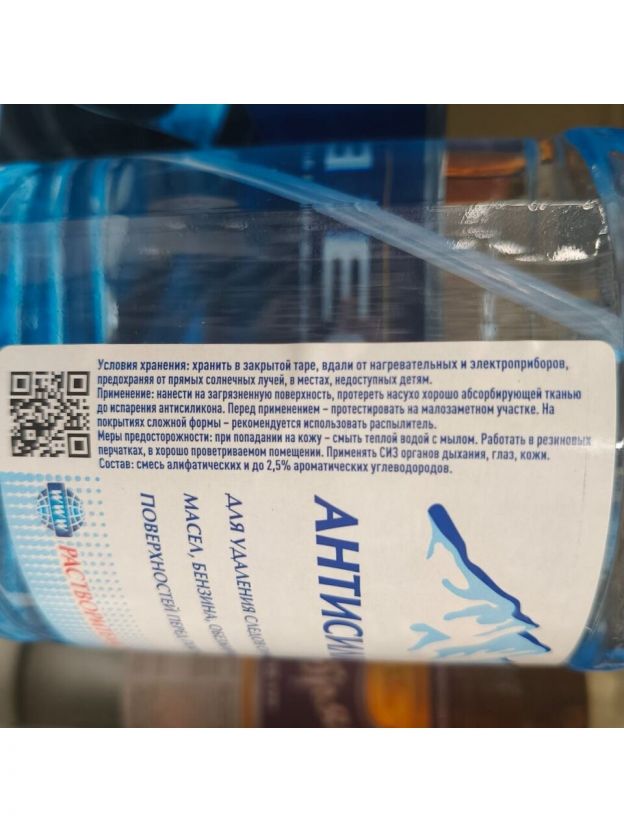 Условия хранения: хранить в закрытой таре, вдали от нагревательных и электроприборов,
предохраняя от прямых солнечных лучей, в местах, недоступных детям.
Применение: нанести на загрязненную поверхность, протереть насухо хорошо абсорбирующей тканью
до испарения антисиликона. Перед применением – протестировать на малозаметном участке. На
покрытиях сложной формы – рекомендуется использовать распылитель.
Меры предосторожности: при попадании на кожу – смыть теплой водой с мылом. Работать в резиновых
перчатках, в хорошо проветриваемом помещении. Применять СИЗ органов дыхания, глаз, кожи.
Состав: смесь алифатических и до 2,5% ароматических углеводородов.
АНТИСИ
ДЛЯ УДАЛЕНИЯ
МАСЕЛ, БЕНЗИНА,
ПОВЕРХНОСТЕЙ ПЕРЕД
WWW